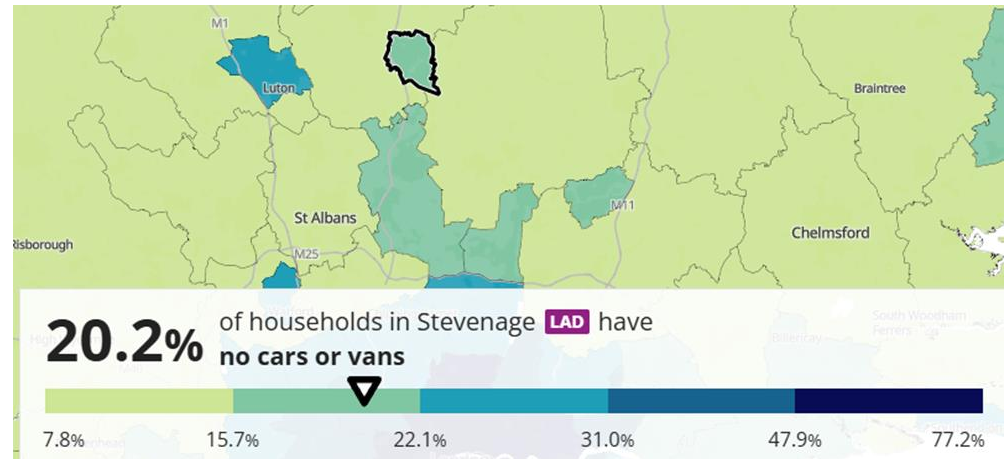 M1
Luton
Braintree
M11
St Albans
Chelmsford
Risborough
M25
South Woodham
Ferrers
Billericay
20.2% of households in Stevenage LAD have
no cars or vans
7.8% 15.7% 22.1% 31.0% 47.9% 77.2%